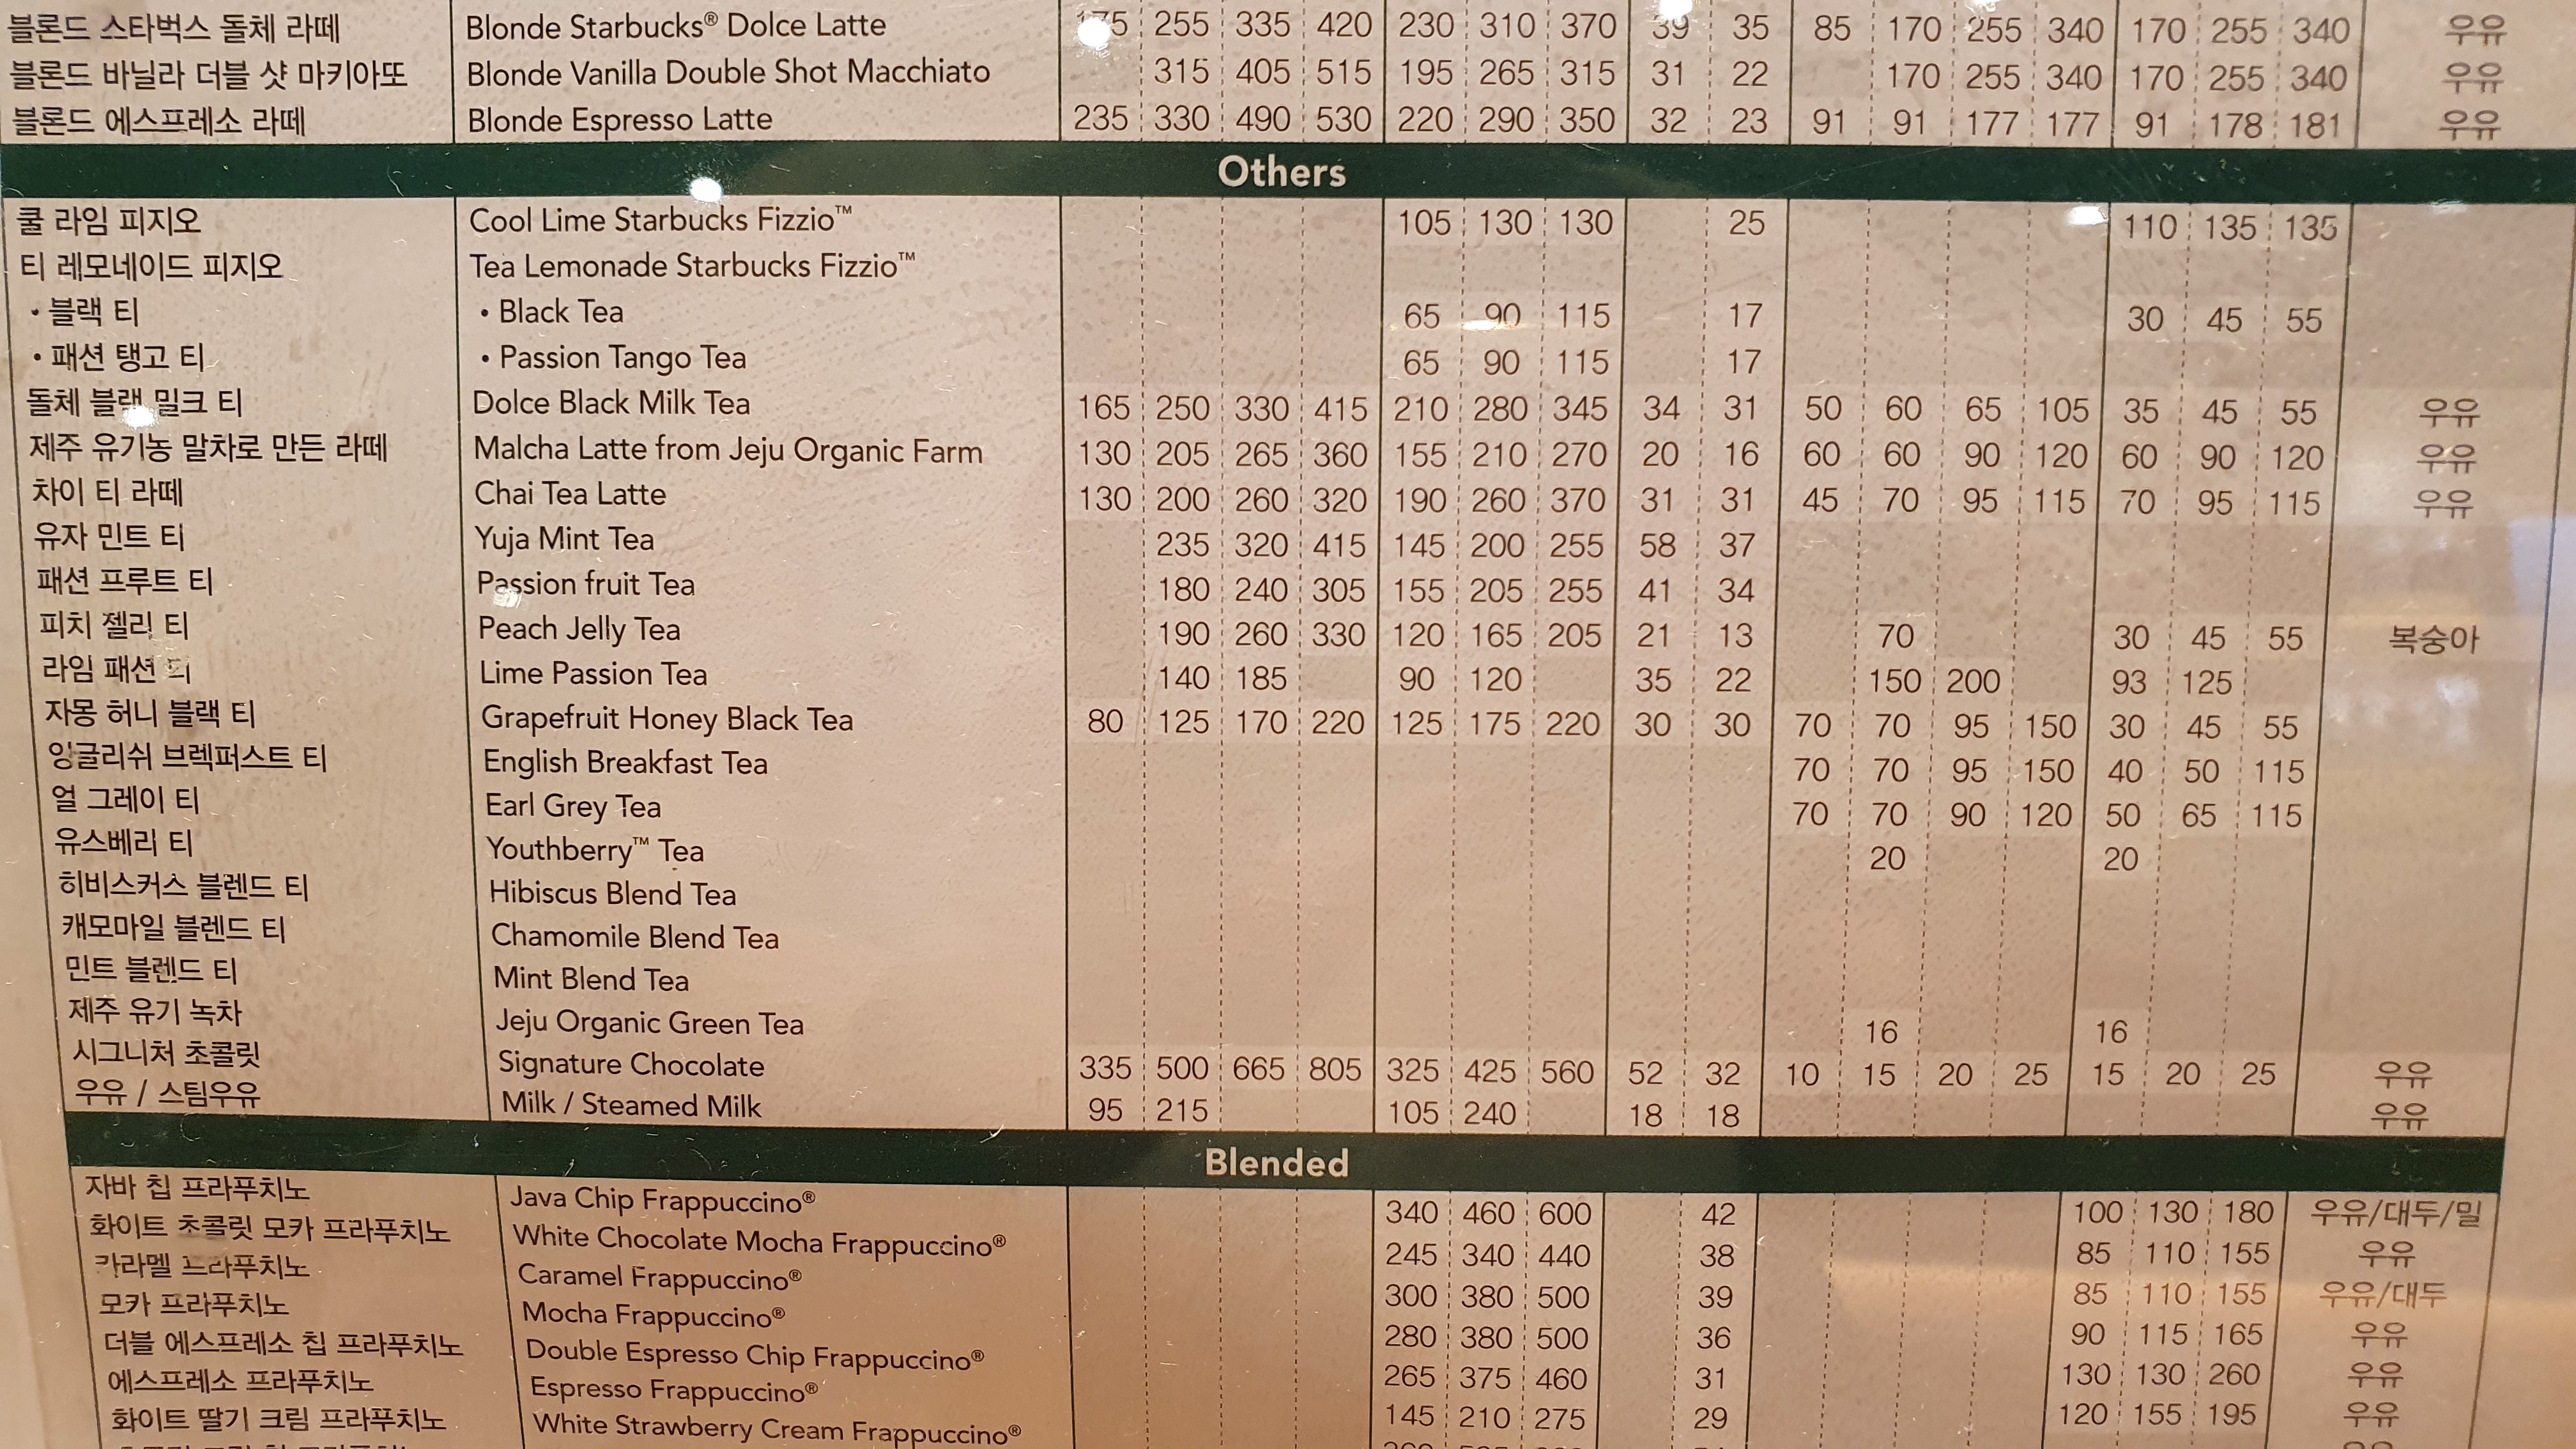 블론드 스타벅스 돌체 라떼 Blonde Starbucks® Dolce Latte 175 255 335 420 230 310 370 39 35 85 170 255 340 170 255 340 우유
블론드 바닐라 더블 샷 마키아또 Blonde Vanilla Double Shot Macchiato 315 405 515 195 265 315 31 22 170 255 340 170 255 340 우유
블론드 에스프레소 라떼 Blonde Espresso Latte 235 330 490 530 220 290 350 32 23 91 91 177 177 91 178 181 우유
Others
쿨 라임 피지오 Cool Lime Starbucks Fizzio™ 105 130 130 25 110 135 135
티 레모네이드 피지오 Tea Lemonade Starbucks Fizzio™
• 블랙 티 • Black Tea 65 90 115 17 30 45 55
• 패션 탱고 티 • Passion Tango Tea 65 90 115 17
돌체 블랙 밀크 티 Dolce Black Milk Tea 165 250 330 415 210 280 345 34 31 50 60 65 105 35 45 55 우유
제주 유기농 말차로 만든 라떼 Malcha Latte from Jeju Organic Farm 130 205 265 360 155 210 270 20 16 60 60 90 120 60 90 120 우유
차이 티 라떼 Chai Tea Latte 130 200 260 320 190 260 370 31 31 45 70 95 115 70 95 115 우유
유자 민트 티 Yuja Mint Tea 235 320 415 145 200 255 58 37
패션 프루트 티 Passion fruit Tea 180 240 305 155 205 255 41 34
피치 젤리 티 Peach Jelly Tea 190 260 330 120 165 205 21 13 70 30 45 55 복숭아
라임 패션 티 Lime Passion Tea 140 185 90 120 35 22 150 200 93 125
자몽 허니 블랙 티 Grapefruit Honey Black Tea 80 125 170 220 125 175 220 30 30 70 70 95 150 30 45 55
잉글리쉬 브렉퍼스트 티 English Breakfast Tea 70 70 95 150 40 50 115
얼 그레이 티 Earl Grey Tea 70 70 90 120 50 65 115
유스베리 티 Youthberry™ Tea 20 20
히비스커스 블렌드 티 Hibiscus Blend Tea
캐모마일 블렌드 티 Chamomile Blend Tea
민트 블렌드 티 Mint Blend Tea
제주 유기 녹차 Jeju Organic Green Tea 16 16
시그니처 초콜릿 Signature Chocolate 335 500 665 805 325 425 560 52 32 10 15 20 25 15 20 25 우유
우유 / 스팀우유 Milk / Steamed Milk 95 215 105 240 18 18 우유
Blended
자바 칩 프라푸치노 Java Chip Frappuccino® 340 460 600 42 100 130 180 우유/대두/밀
화이트 초콜릿 모카 프라푸치노 White Chocolate Mocha Frappuccino® 245 340 440 38 85 110 155 우유
카라멜 프라푸치노 Caramel Frappuccino® 300 380 500 39 85 110 155 우유/대두
모카 프라푸치노 Mocha Frappuccino® 280 380 500 36 90 115 165 우유
더블 에스프레소 칩 프라푸치노 Double Espresso Chip Frappuccino® 265 375 460 31 130 130 260 우유
에스프레소 프라푸치노 Espresso Frappuccino® 145 210 275 29 120 155 195 우유
화이트 딸기 크림 프라푸치노 White Strawberry Cream Frappuccino®